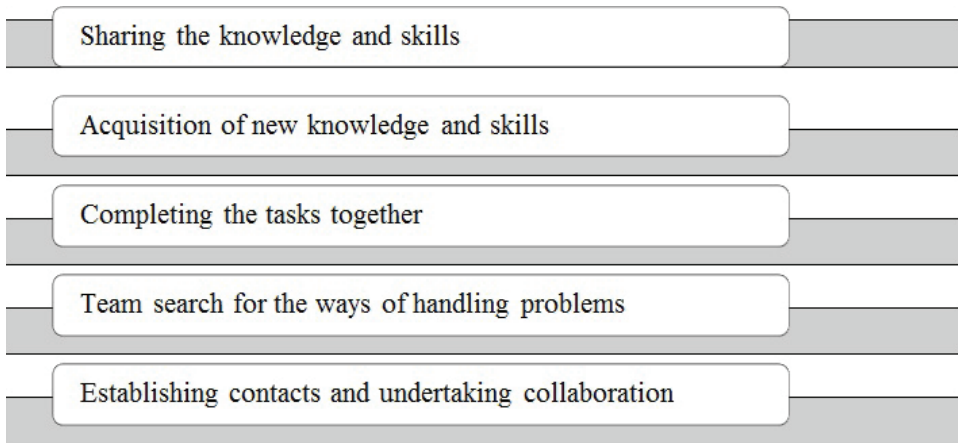 Sharing the knowledge and skills
Acquisition of new knowledge and skills
Completing the tasks together
Team search for the ways of handling problems
Establishing contacts and undertaking collaboration